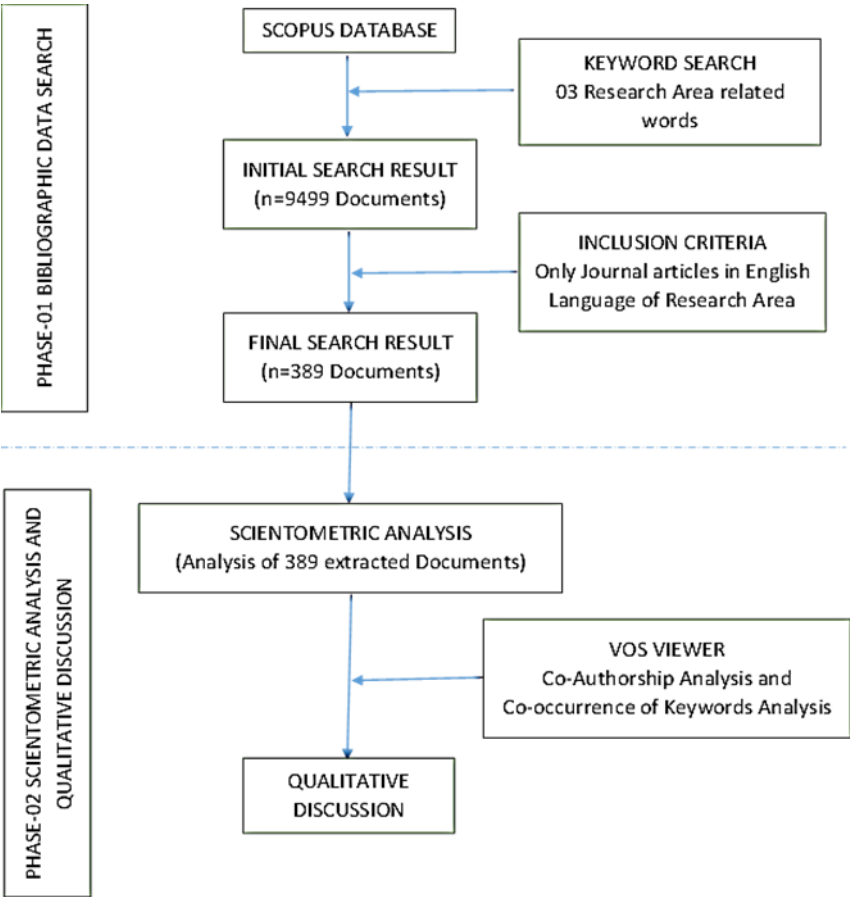 PHASE-01 BIBLIOGRAPHIC DATA SEARCH
SCOPUS DATABASE
KEYWORD SEARCH
03 Research Area related
words
INITIAL SEARCH RESULT
(n=9499 Documents)
INCLUSION CRITERIA
Only Journal articles in English
Language of Research Area
FINAL SEARCH RESULT
(n=389 Documents)
PHASE-02 SCIENTOMETRIC ANALYSIS AND
QUALITATIVE DISCUSSION
SCIENTOMETRIC ANALYSIS
(Analysis of 389 extracted Documents)
VOS VIEWER
Co-Authorship Analysis and
Co-occurrence of Keywords Analysis
QUALITATIVE
DISCUSSION